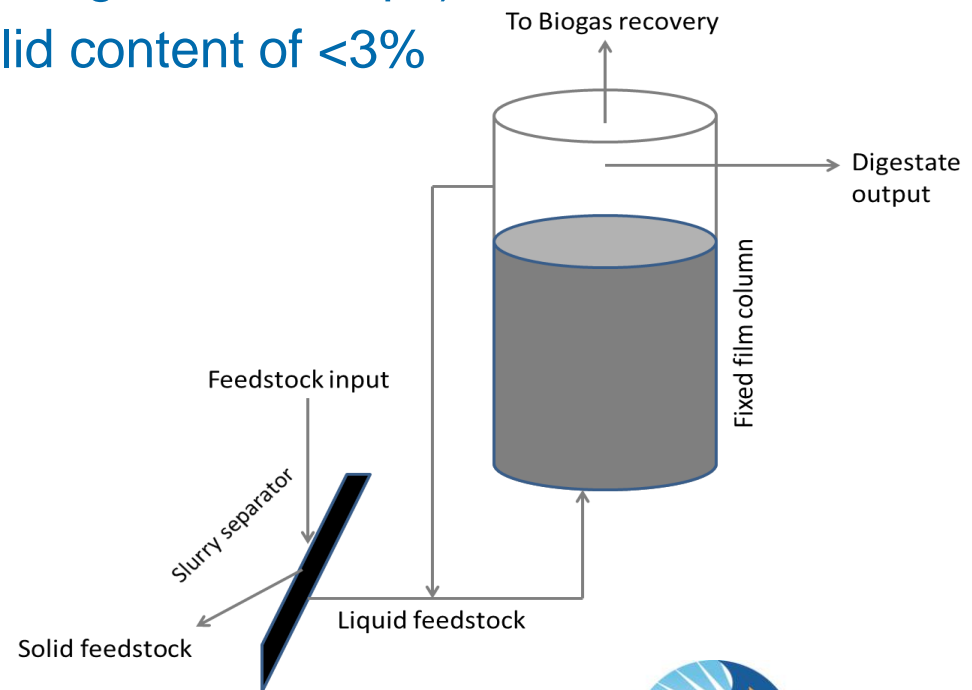 lid content of <3%
To Biogas recovery
Digestate
output
Fixed film column
Feedstock input
Slurry separator
Liquid feedstock
Solid feedstock